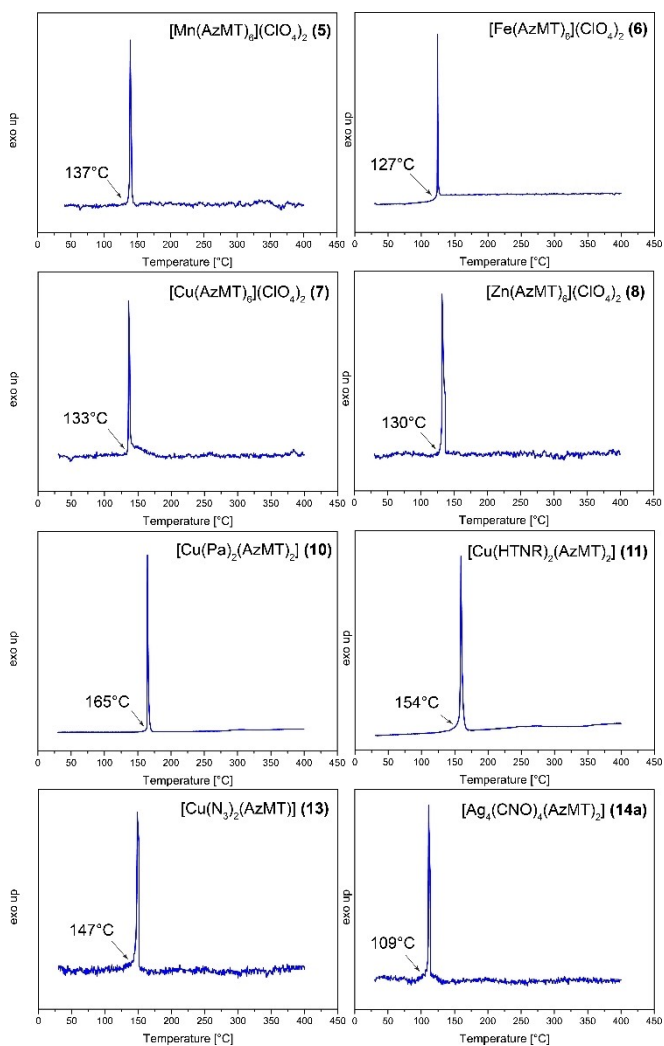 [Mn(AzMT)₆](ClO₄)₂ (5)
exo up
137°C
0 50 100 150 200 250 300 350 400 450
Temperature [°C]
[Fe(AzMT)₆](ClO₄)₂ (6)
exo up
127°C
0 50 100 150 200 250 300 350 400 450
Temperature [°C]
[Cu(AzMT)₆](ClO₄)₂ (7)
exo up
133°C
0 50 100 150 200 250 300 350 400 450
Temperature [°C]
[Zn(AzMT)₆](ClO₄)₂ (8)
exo up
130°C
0 50 100 150 200 250 300 350 400 450
Temperature [°C]
[Cu(Pa)₂(AzMT)₂] (10)
exo up
165°C
0 50 100 150 200 250 300 350 400 450
Temperature [°C]
[Cu(HTNR)₂(AzMT)₂] (11)
exo up
154°C
0 50 100 150 200 250 300 350 400 450
Temperature [°C]
[Cu(N₃)₂(AzMT)] (13)
exo up
147°C
0 50 100 150 200 250 300 350 400 450
Temperature [°C]
[Ag₄(CNO)₄(AzMT)₂] (14a)
exo up
109°C
0 50 100 150 200 250 300 350 400 450
Temperature [°C]